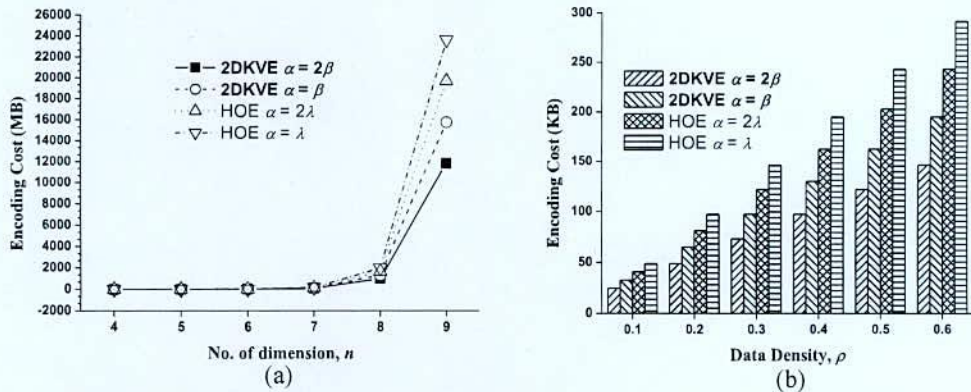 26000
24000
22000
20000
18000
16000
14000
12000
10000
8000
6000
4000
2000
0
-2000
Encoding Cost (MB)
2DKVE α = 2β
2DKVE α = β
HOE α = 2λ
HOE α = λ
4 5 6 7 8 9
No. of dimension, n
(a)
300
250
200
150
100
50
0
Encoding Cost (KB)
2DKVE α = 2β
2DKVE α = β
HOE α = 2λ
HOE α = λ
0.1 0.2 0.3 0.4 0.5 0.6
Data Density, ρ
(b)